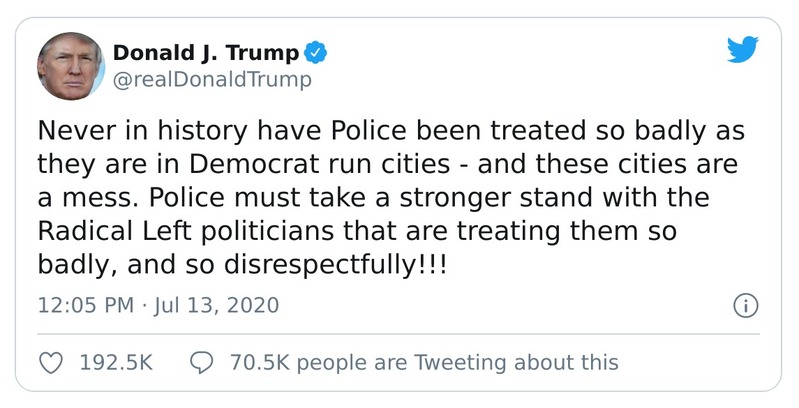 Donald J. Trump
@realDonaldTrump
Never in history have Police been treated so badly as
they are in Democrat run cities - and these cities are
a mess. Police must take a stronger stand with the
Radical Left politicians that are treating them so
badly, and so disrespectfully!!!
12:05 PM · Jul 13, 2020
192.5K 70.5K people are Tweeting about this